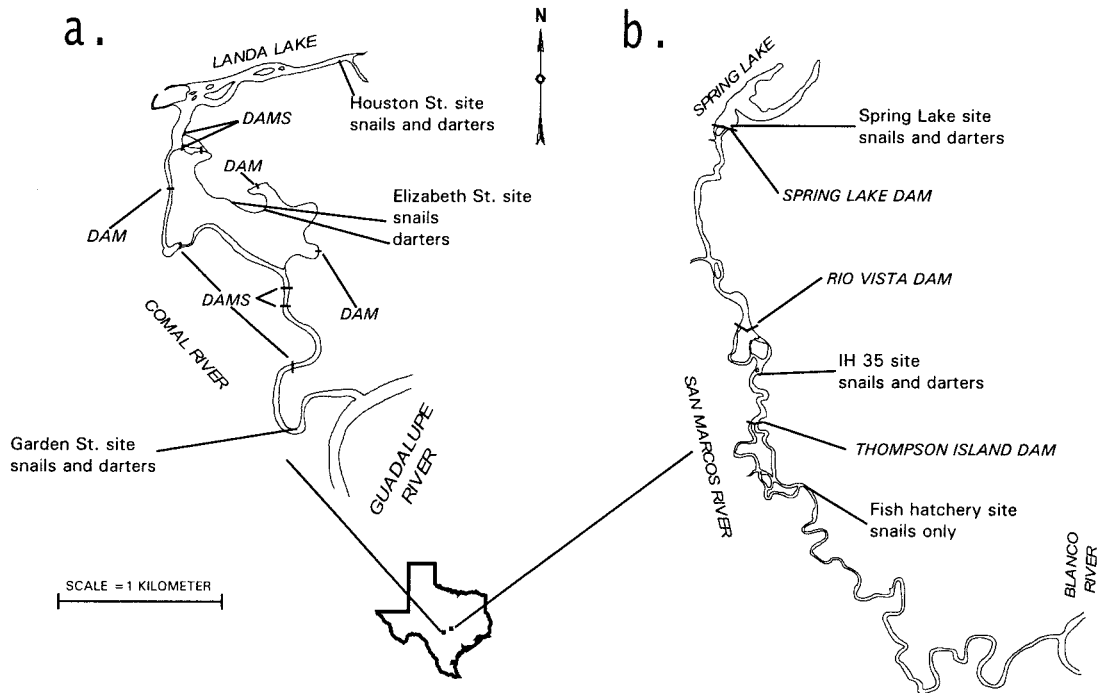 a.
LANDA LAKE
Houston St. site
snails and darters
DAMS
DAM
Elizabeth St. site
snails
darters
DAM
DAMS
DAM
COMAL RIVER
Garden St. site
snails and darters
GUADALUPE
RIVER
SCALE = 1 KILOMETER
N
b.
SPRING LAKE
Spring Lake site
snails and darters
SPRING LAKE DAM
RIO VISTA DAM
IH 35 site
snails and darters
SAN MARCOS RIVER
THOMPSON ISLAND DAM
Fish hatchery site
snails only
BLANCO
RIVER